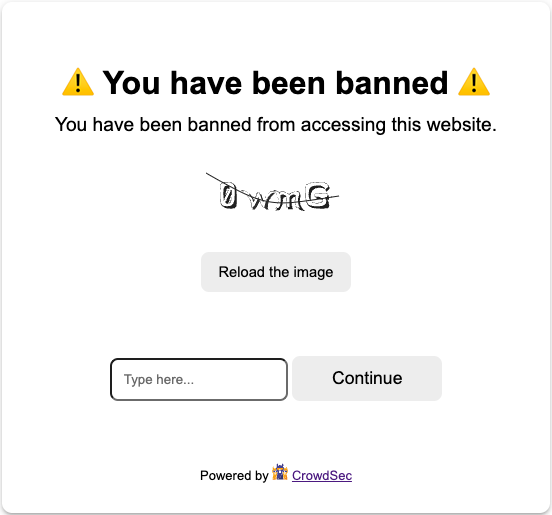 ⚠️ You have been banned ⚠️
You have been banned from accessing this website.
Reload the image
Type here...
Continue
Powered by CrowdSec